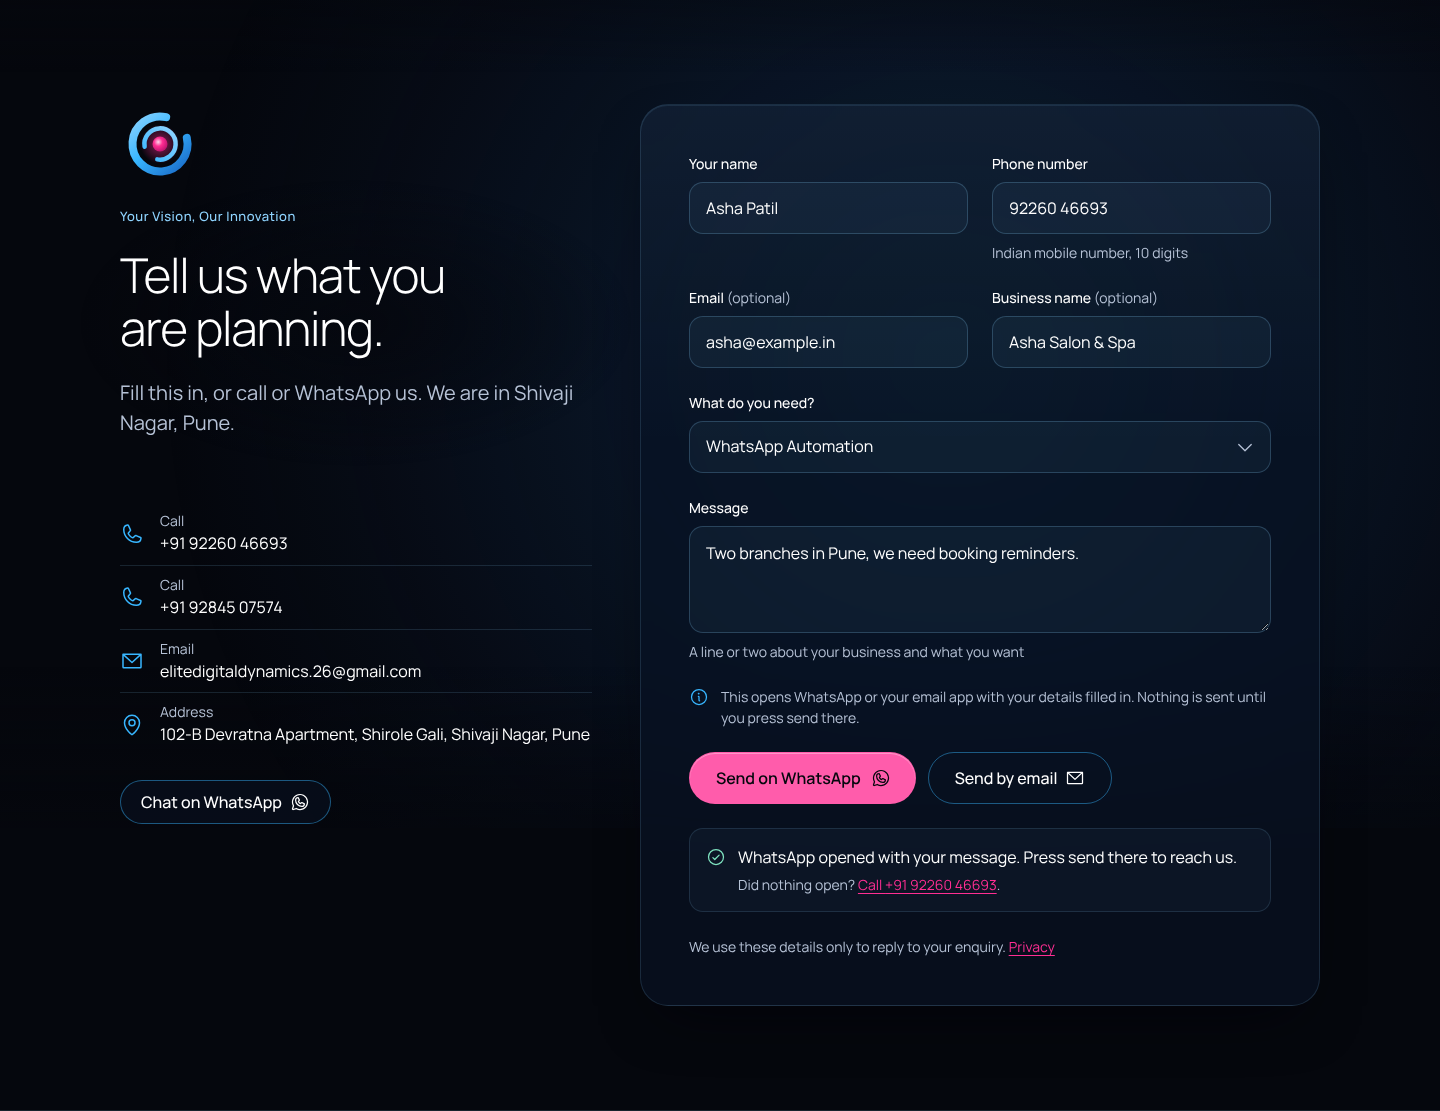 Your Vision, Our Innovation
Tell us what you
are planning.
Fill this in, or call or WhatsApp us. We are in Shivaji
Nagar, Pune.
Call
+91 92260 46693
Call
+91 92845 07574
Email
elitedigitaldynamics.26@gmail.com
Address
102-B Devratna Apartment, Shirole Gali, Shivaji Nagar, Pune
Chat on WhatsApp
Your name
Asha Patil
Phone number
92260 46693
Indian mobile number, 10 digits
Email (optional)
asha@example.in
Business name (optional)
Asha Salon & Spa
What do you need?
WhatsApp Automation
Message
Two branches in Pune, we need booking reminders.
A line or two about your business and what you want
This opens WhatsApp or your email app with your details filled in. Nothing is sent until
you press send there.
Send on WhatsApp
Send by email
WhatsApp opened with your message. Press send there to reach us.
Did nothing open? Call +91 92260 46693.
We use these details only to reply to your enquiry. Privacy